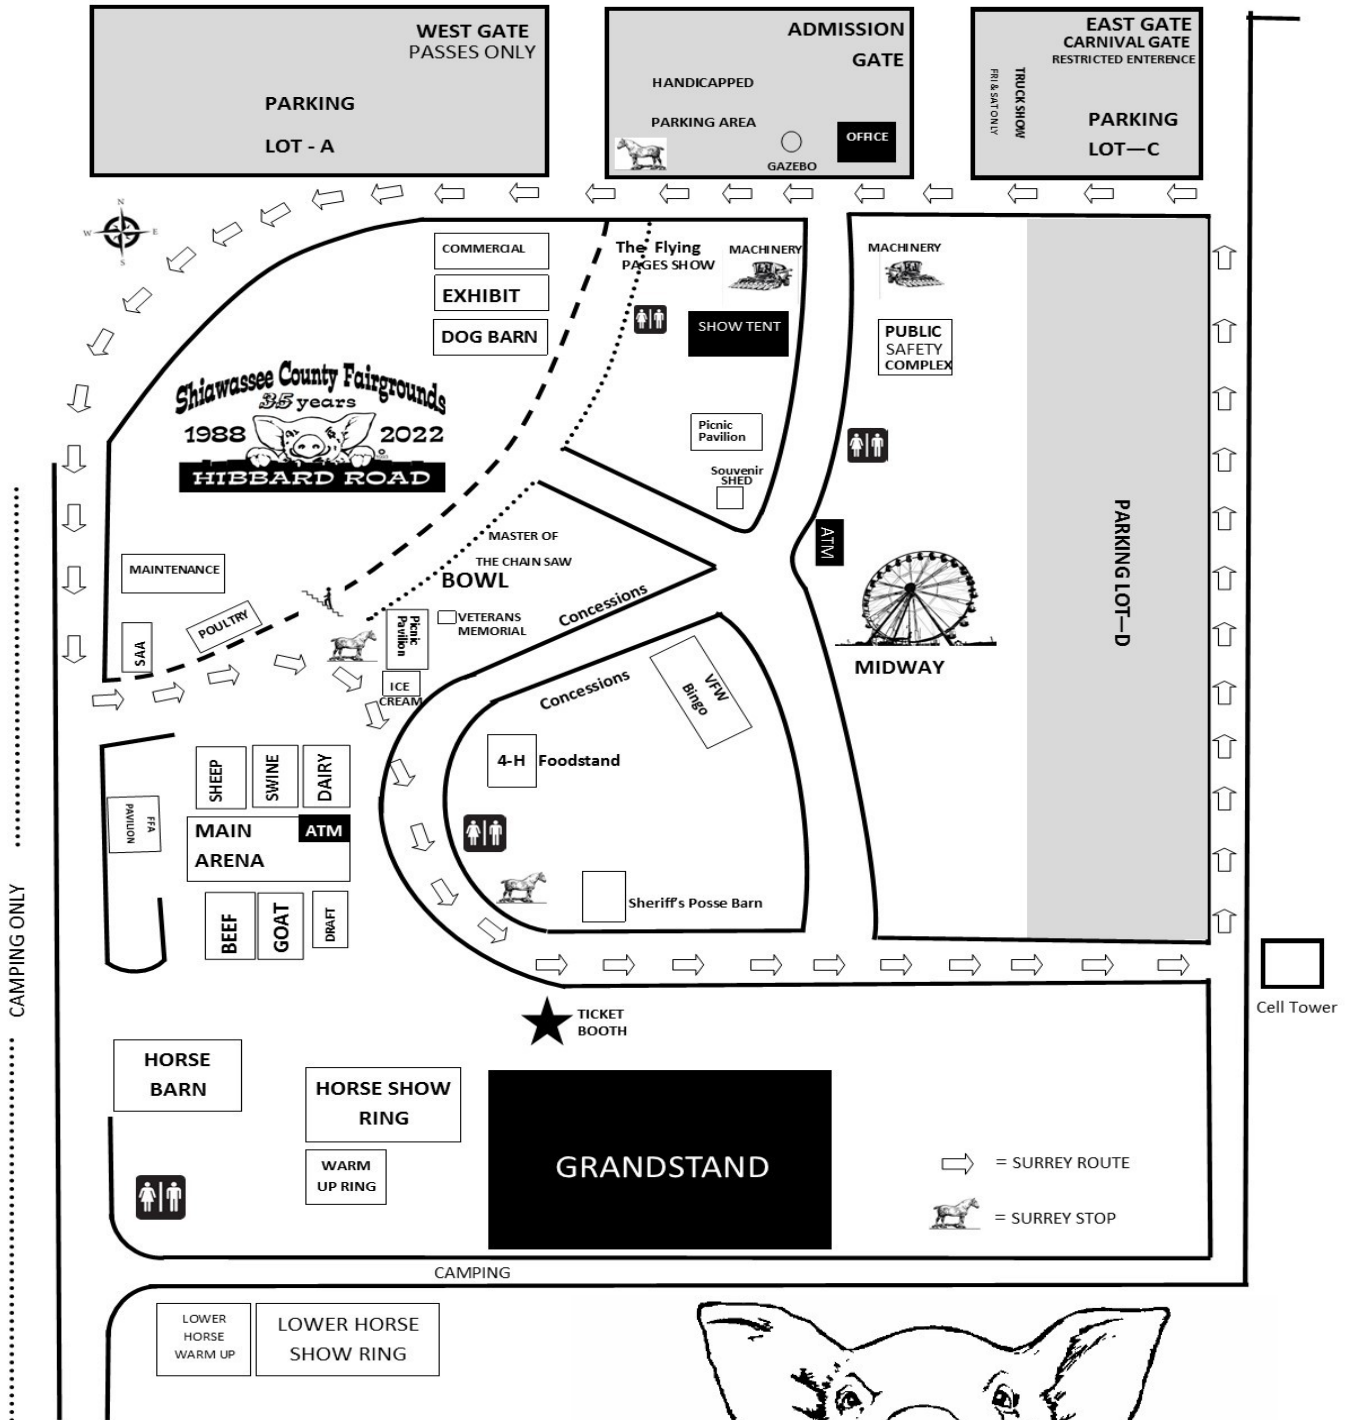 WEST GATE
PASSES ONLY
PARKING
LOT - A
ADMISSION
GATE
HANDICAPPED
PARKING AREA
GAZEBO
OFFICE
EAST GATE
CARNIVAL GATE
RESTRICTED ENTERENCE
TRUCK SHOW
FRI & SAT ONLY
PARKING
LOT—C
N
W
E
S
COMMERCIAL
EXHIBIT
DOG BARN
The Flying
PAGES SHOW
MACHINERY
SHOW TENT
Picnic
Pavilion
Souvenir
SHED
MACHINERY
PUBLIC
SAFETY
COMPLEX
ATM
MIDWAY
PARKING LOT—D
Shiawassee County Fairgrounds
35 years
1988
2022
HIBBARD ROAD
MAINTENANCE
SAA
POULTRY
MASTER OF
THE CHAIN SAW
BOWL
VETERANS
MEMORIAL
Picnic
Pavilion
ICE
CREAM
Concessions
Concessions
VFW
Bingo
4-H Foodstand
Sheriff's Posse Barn
SHEEP
SWINE
DAIRY
FFA
PAVILION
MAIN
ARENA
ATM
BEEF
GOAT
DRAFT
CAMPING ONLY
Cell Tower
TICKET
BOOTH
HORSE
BARN
HORSE SHOW
RING
WARM
UP RING
GRANDSTAND
= SURREY ROUTE
= SURREY STOP
CAMPING
LOWER
HORSE
WARM UP
LOWER HORSE
SHOW RING